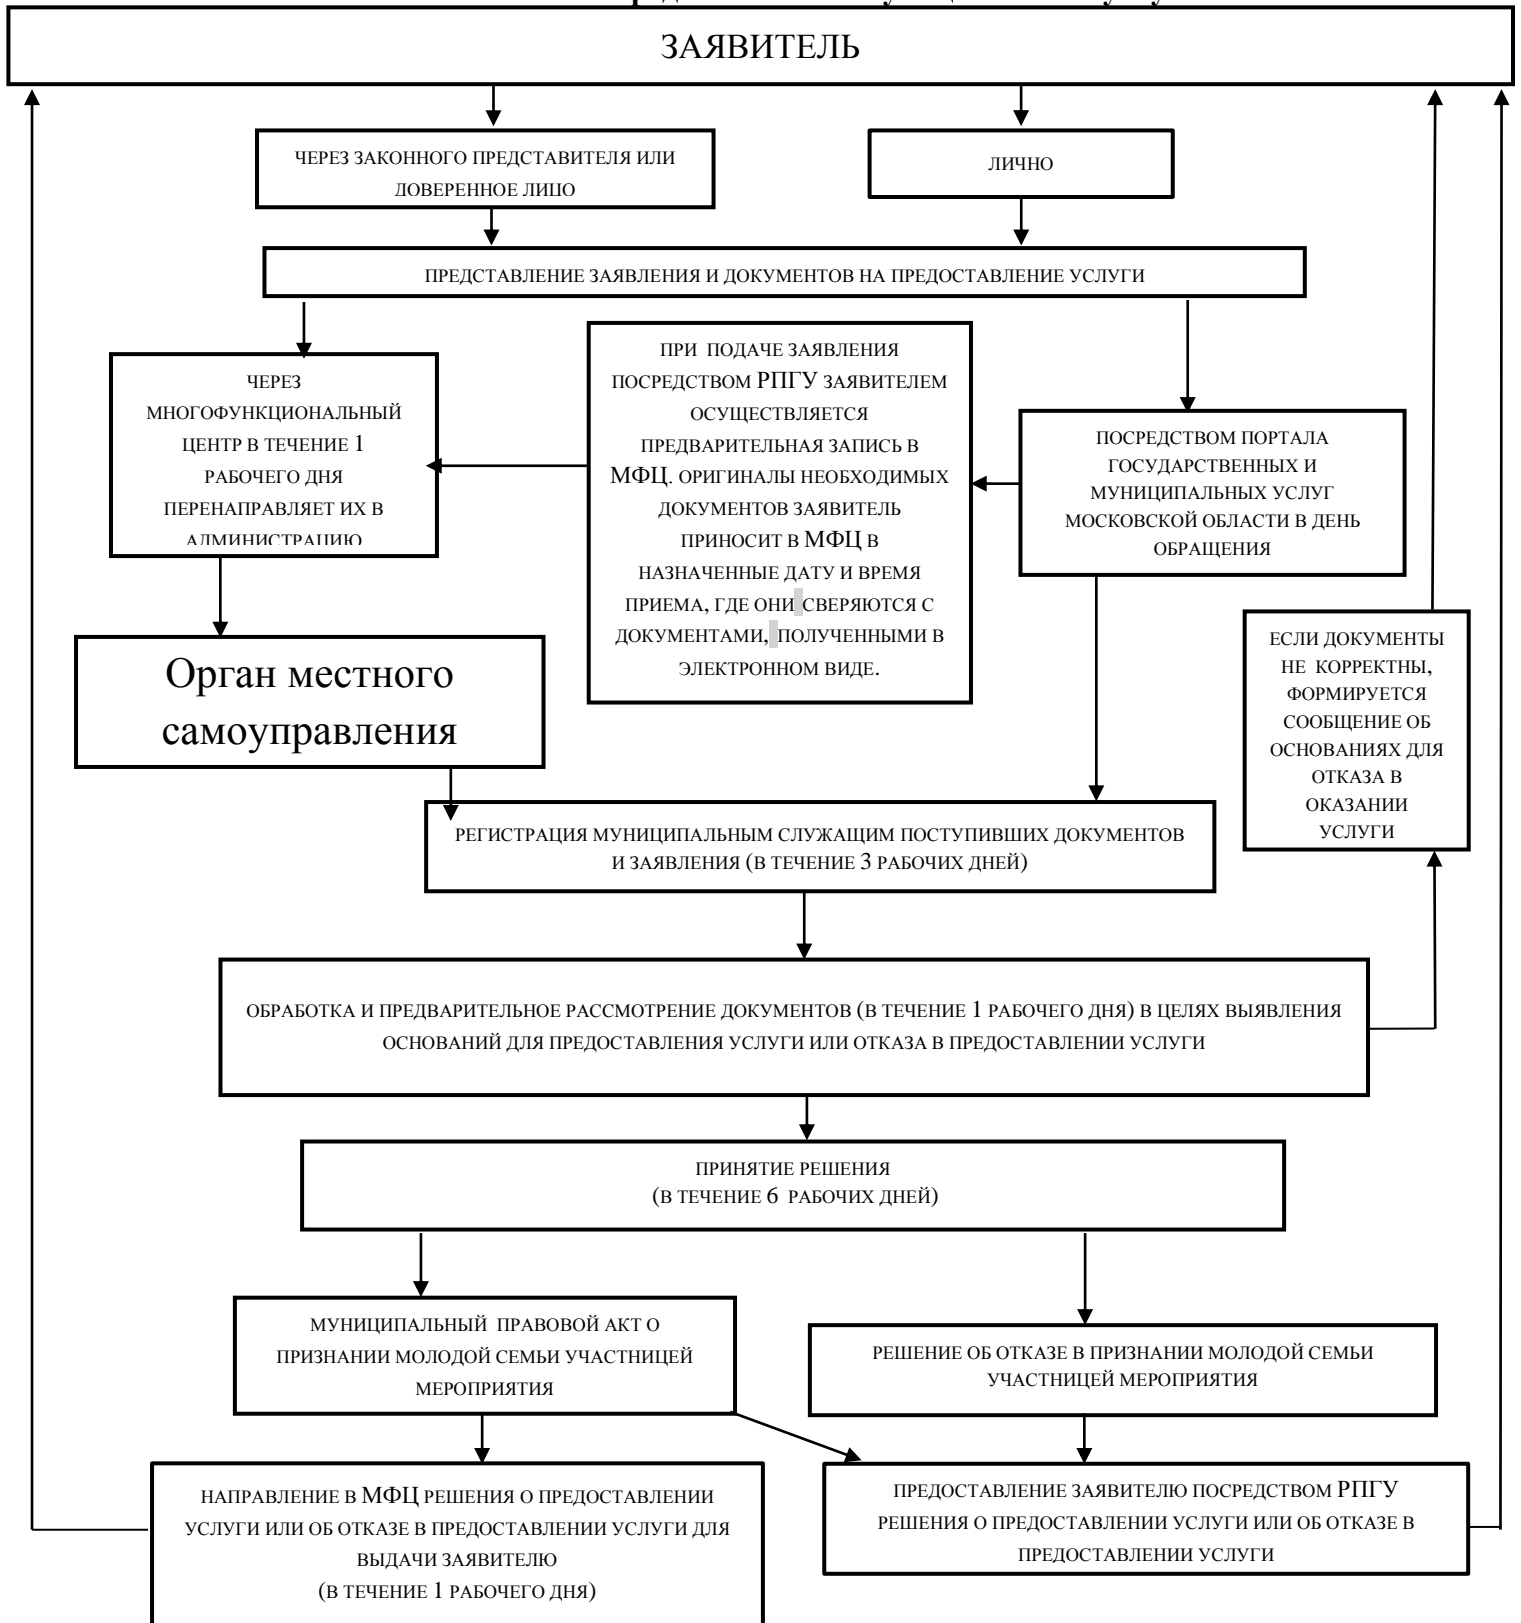 ЗАЯВИТЕЛЬ
ЧЕРЕЗ ЗАКОННОГО ПРЕДСТАВИТЕЛЯ ИЛИ
ДОВЕРЕННОЕ ЛИЦО
ЛИЧНО
ПРЕДСТАВЛЕНИЕ ЗАЯВЛЕНИЯ И ДОКУМЕНТОВ НА ПРЕДОСТАВЛЕНИЕ УСЛУГИ
ЧЕРЕЗ
МНОГОФУНКЦИОНАЛЬНЫЙ
ЦЕНТР В ТЕЧЕНИЕ 1
РАБОЧЕГО ДНЯ
ПЕРЕНАПРАВЛЯЕТ ИХ В
АДМИНИСТРАЦИЮ
ПРИ ПОДАЧЕ ЗАЯВЛЕНИЯ
ПОСРЕДСТВОМ РПГУ ЗАЯВИТЕЛЕМ
ОСУЩЕСТВЛЯЕТСЯ
ПРЕДВАРИТЕЛЬНАЯ ЗАПИСЬ В
МФЦ. ОРИГИНАЛЫ НЕОБХОДИМЫХ
ДОКУМЕНТОВ ЗАЯВИТЕЛЬ
ПРИНОСИТ В МФЦ В
НАЗНАЧЕННЫЕ ДАТУ И ВРЕМЯ
ПРИЕМА, ГДЕ ОНИ СВЕРЯЮТСЯ С
ДОКУМЕНТАМИ, ПОЛУЧЕННЫМИ В
ЭЛЕКТРОННОМ ВИДЕ.
ПОСРЕДСТВОМ ПОРТАЛА
ГОСУДАРСТВЕННЫХ И
МУНИЦИПАЛЬНЫХ УСЛУГ
МОСКОВСКОЙ ОБЛАСТИ В ДЕНЬ
ОБРАЩЕНИЯ
ЕСЛИ ДОКУМЕНТЫ
НЕ КОРРЕКТНЫ,
ФОРМИРУЕТСЯ
СООБЩЕНИЕ ОБ
ОСНОВАНИЯХ ДЛЯ
ОТКАЗА В
ОКАЗАНИИ
УСЛУГИ
Орган местного
самоуправления
РЕГИСТРАЦИЯ МУНИЦИПАЛЬНЫМ СЛУЖАЩИМ ПОСТУПИВШИХ ДОКУМЕНТОВ
И ЗАЯВЛЕНИЯ (В ТЕЧЕНИЕ 3 РАБОЧИХ ДНЕЙ)
ОБРАБОТКА И ПРЕДВАРИТЕЛЬНОЕ РАССМОТРЕНИЕ ДОКУМЕНТОВ (В ТЕЧЕНИЕ 1 РАБОЧЕГО ДНЯ) В ЦЕЛЯХ ВЫЯВЛЕНИЯ
ОСНОВАНИЙ ДЛЯ ПРЕДОСТАВЛЕНИЯ УСЛУГИ ИЛИ ОТКАЗА В ПРЕДОСТАВЛЕНИИ УСЛУГИ
ПРИНЯТИЕ РЕШЕНИЯ
(В ТЕЧЕНИЕ 6 РАБОЧИХ ДНЕЙ)
МУНИЦИПАЛЬНЫЙ ПРАВОВОЙ АКТ О
ПРИЗНАНИИ МОЛОДОЙ СЕМЬИ УЧАСТНИЦЕЙ
МЕРОПРИЯТИЯ
РЕШЕНИЕ ОБ ОТКАЗЕ В ПРИЗНАНИИ МОЛОДОЙ СЕМЬИ
УЧАСТНИЦЕЙ МЕРОПРИЯТИЯ
НАПРАВЛЕНИЕ В МФЦ РЕШЕНИЯ О ПРЕДОСТАВЛЕНИИ
УСЛУГИ ИЛИ ОБ ОТКАЗЕ В ПРЕДОСТАВЛЕНИИ УСЛУГИ ДЛЯ
ВЫДАЧИ ЗАЯВИТЕЛЮ
(В ТЕЧЕНИЕ 1 РАБОЧЕГО ДНЯ)
ПРЕДОСТАВЛЕНИЕ ЗАЯВИТЕЛЮ ПОСРЕДСТВОМ РПГУ
РЕШЕНИЯ О ПРЕДОСТАВЛЕНИИ УСЛУГИ ИЛИ ОБ ОТКАЗЕ В
ПРЕДОСТАВЛЕНИИ УСЛУГИ